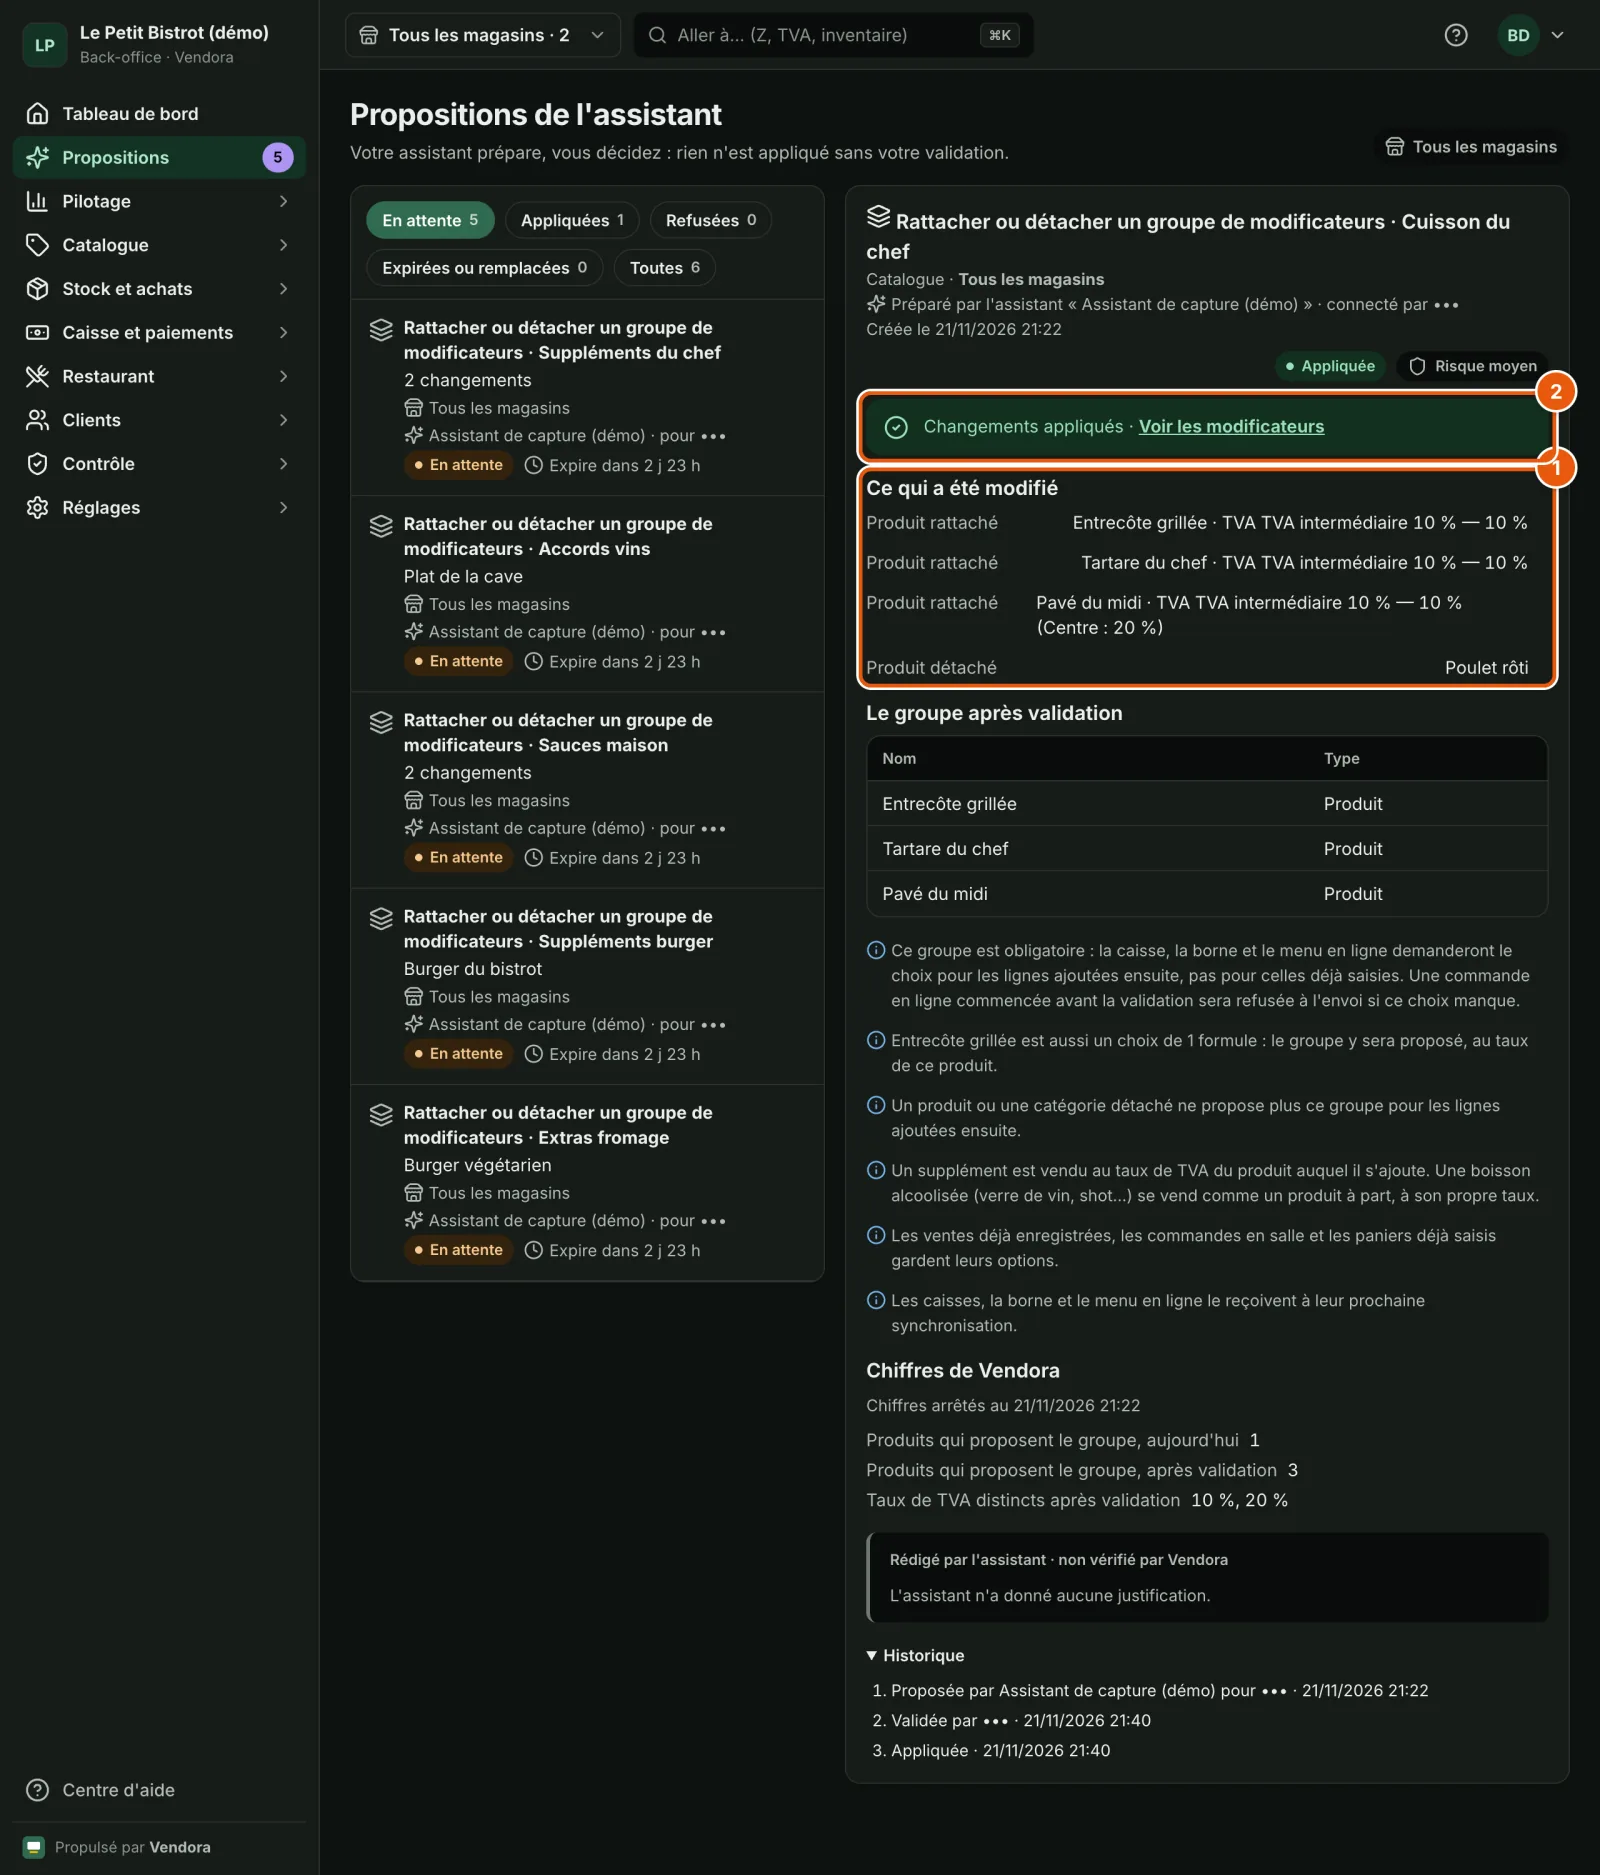 LP
Le Petit Bistrot (démo)
Back-office · Vendora
Tableau de bord
Propositions 5
Pilotage
Catalogue
Stock et achats
Caisse et paiements
Restaurant
Clients
Contrôle
Réglages
Centre d'aide
Propulsé par Vendora
Tous les magasins · 2
Aller à... (Z, TVA, inventaire) ⌘K
BD
Propositions de l'assistant
Votre assistant prépare, vous décidez : rien n'est appliqué sans votre validation.
Tous les magasins
En attente 5
Appliquées 1
Refusées 0
Expirées ou remplacées 0
Toutes 6
Rattacher ou détacher un groupe de
modificateurs · Suppléments du chef
2 changements
Tous les magasins
Assistant de capture (démo) · pour •••
En attente
Expire dans 2 j 23 h
Rattacher ou détacher un groupe de
modificateurs · Accords vins
Plat de la cave
Tous les magasins
Assistant de capture (démo) · pour •••
En attente
Expire dans 2 j 23 h
Rattacher ou détacher un groupe de
modificateurs · Sauces maison
2 changements
Tous les magasins
Assistant de capture (démo) · pour •••
En attente
Expire dans 2 j 23 h
Rattacher ou détacher un groupe de
modificateurs · Suppléments burger
Burger du bistrot
Tous les magasins
Assistant de capture (démo) · pour •••
En attente
Expire dans 2 j 23 h
Rattacher ou détacher un groupe de
modificateurs · Extras fromage
Burger végétarien
Tous les magasins
Assistant de capture (démo) · pour •••
En attente
Expire dans 2 j 23 h
Rattacher ou détacher un groupe de modificateurs · Cuisson du
chef
Catalogue · Tous les magasins
Préparé par l'assistant « Assistant de capture (démo) » · connecté par •••
Créée le 21/11/2026 21:22
Appliquée
Risque moyen
2
Changements appliqués · Voir les modificateurs
1
Ce qui a été modifié
Produit rattaché Entrecôte grillée · TVA TVA intermédiaire 10 % — 10 %
Produit rattaché Tartare du chef · TVA TVA intermédiaire 10 % — 10 %
Produit rattaché Pavé du midi · TVA TVA intermédiaire 10 % — 10 %
(Centre : 20 %)
Produit détaché Poulet rôti
Le groupe après validation
Nom Type
Entrecôte grillée Produit
Tartare du chef Produit
Pavé du midi Produit
Ce groupe est obligatoire : la caisse, la borne et le menu en ligne demanderont le
choix pour les lignes ajoutées ensuite, pas pour celles déjà saisies. Une commande
en ligne commencée avant la validation sera refusée à l'envoi si ce choix manque.
Entrecôte grillée est aussi un choix de 1 formule : le groupe y sera proposé, au taux
de ce produit.
Un produit ou une catégorie détaché ne propose plus ce groupe pour les lignes
ajoutées ensuite.
Un supplément est vendu au taux de TVA du produit auquel il s'ajoute. Une boisson
alcoolisée (verre de vin, shot...) se vend comme un produit à part, à son propre taux.
Les ventes déjà enregistrées, les commandes en salle et les paniers déjà saisis
gardent leurs options.
Les caisses, la borne et le menu en ligne le reçoivent à leur prochaine
synchronisation.
Chiffres de Vendora
Chiffres arrêtés au 21/11/2026 21:22
Produits qui proposent le groupe, aujourd'hui 1
Produits qui proposent le groupe, après validation 3
Taux de TVA distincts après validation 10 %, 20 %
Rédigé par l'assistant · non vérifié par Vendora
L'assistant n'a donné aucune justification.
▼ Historique
1. Proposée par Assistant de capture (démo) pour ••• · 21/11/2026 21:22
2. Validée par ••• · 21/11/2026 21:40
3. Appliquée · 21/11/2026 21:40